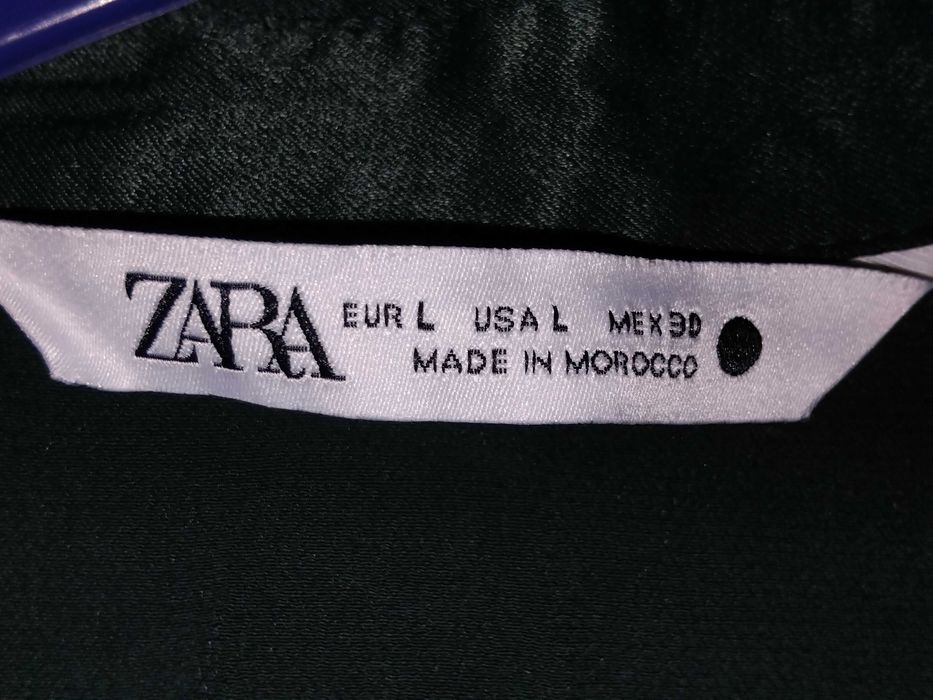 ZARA EUR L USA L MEX 30
MADE IN MOROCCO